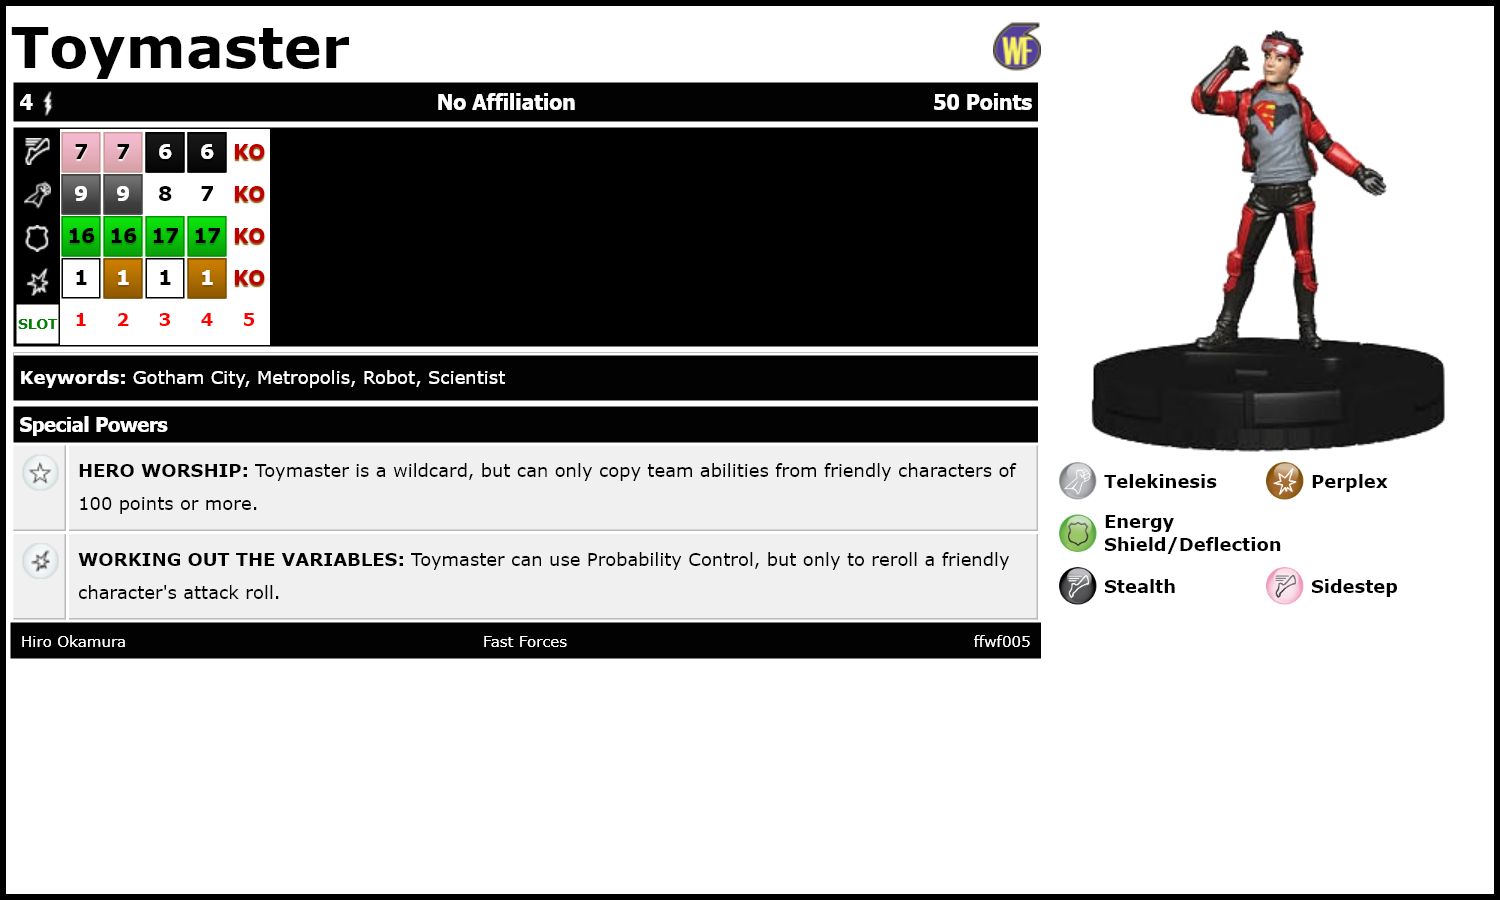 Toymaster
WF
4 No Affiliation 50 Points
7 7 6 6 KO
9 9 8 7 KO
16 16 17 17 KO
1 1 1 1 KO
SLOT 1 2 3 4 5
Keywords: Gotham City, Metropolis, Robot, Scientist
Special Powers
HERO WORSHIP: Toymaster is a wildcard, but can only copy team abilities from friendly characters of
100 points or more.
WORKING OUT THE VARIABLES: Toymaster can use Probability Control, but only to reroll a friendly
character's attack roll.
Hiro Okamura Fast Forces ffwf005
Telekinesis Perplex
Energy
Shield/Deflection
Stealth Sidestep